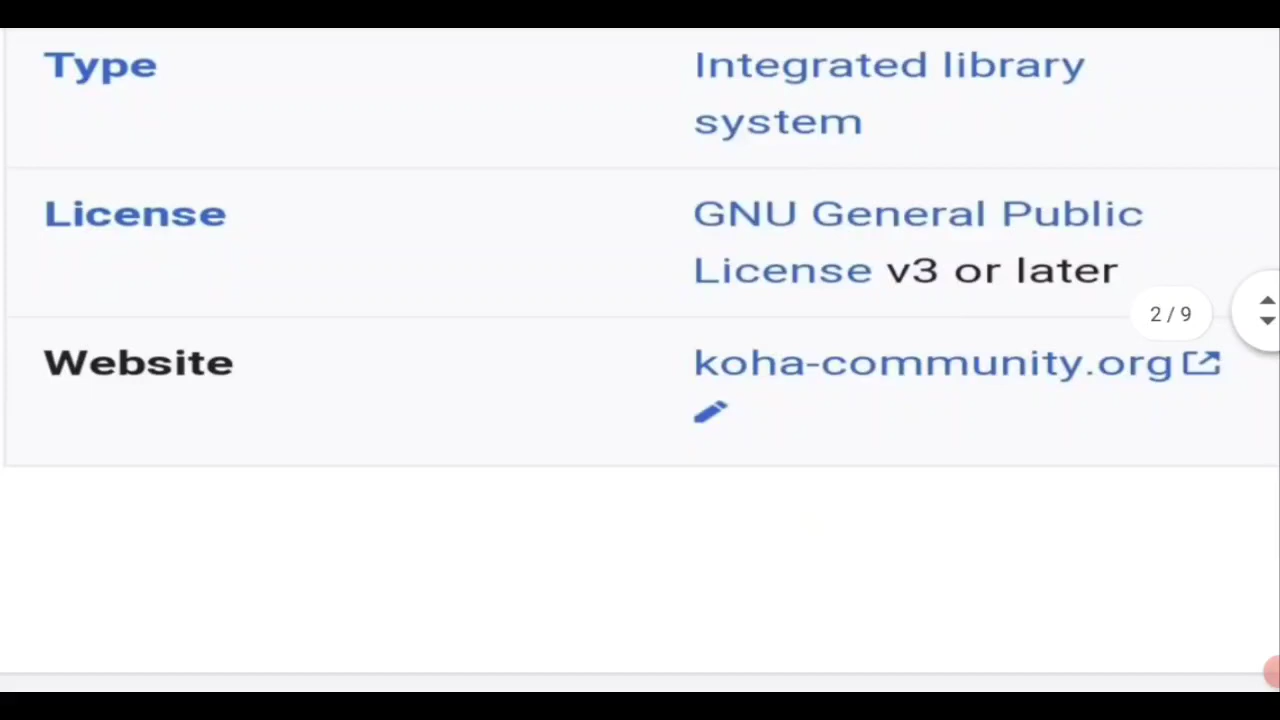 Type
Integrated library
system
License
GNU General Public
License v3 or later
2 / 9
Website
koha-community.org